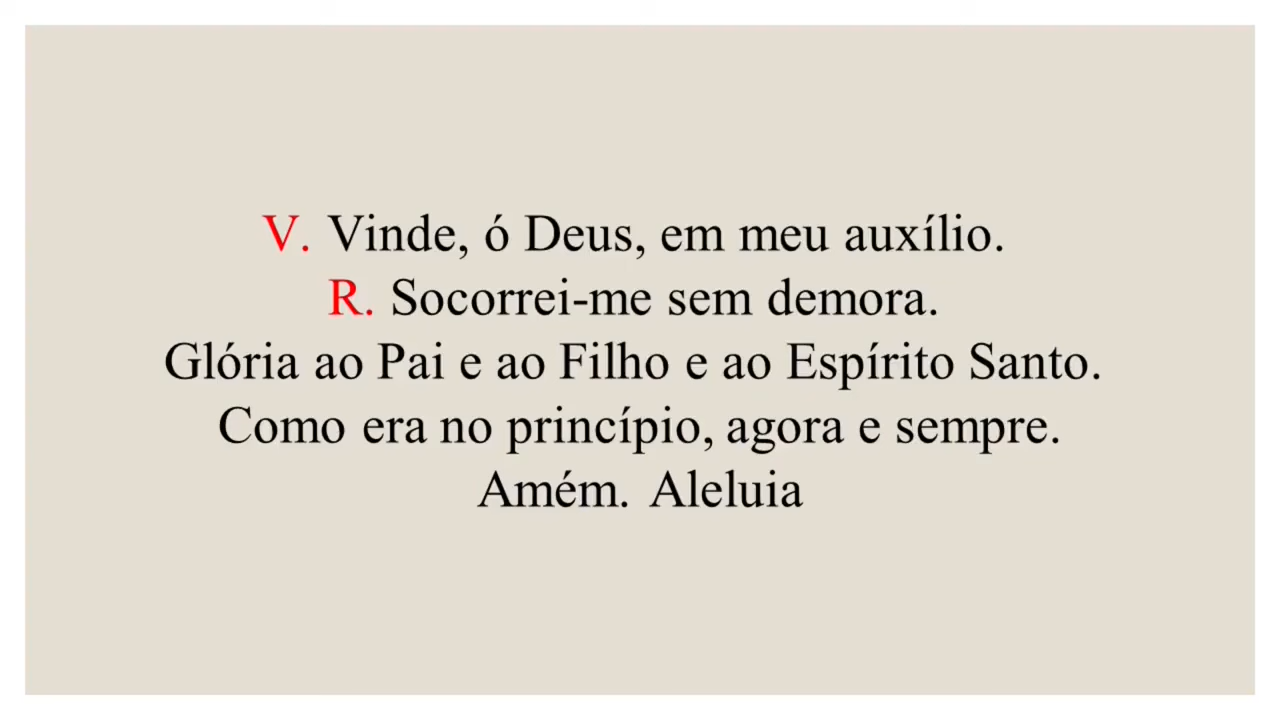 V. Vinde, ó Deus, em meu auxílio.
R. Socorrei-me sem demora.
Glória ao Pai e ao Filho e ao Espírito Santo.
Como era no princípio, agora e sempre.
Amém. Aleluia